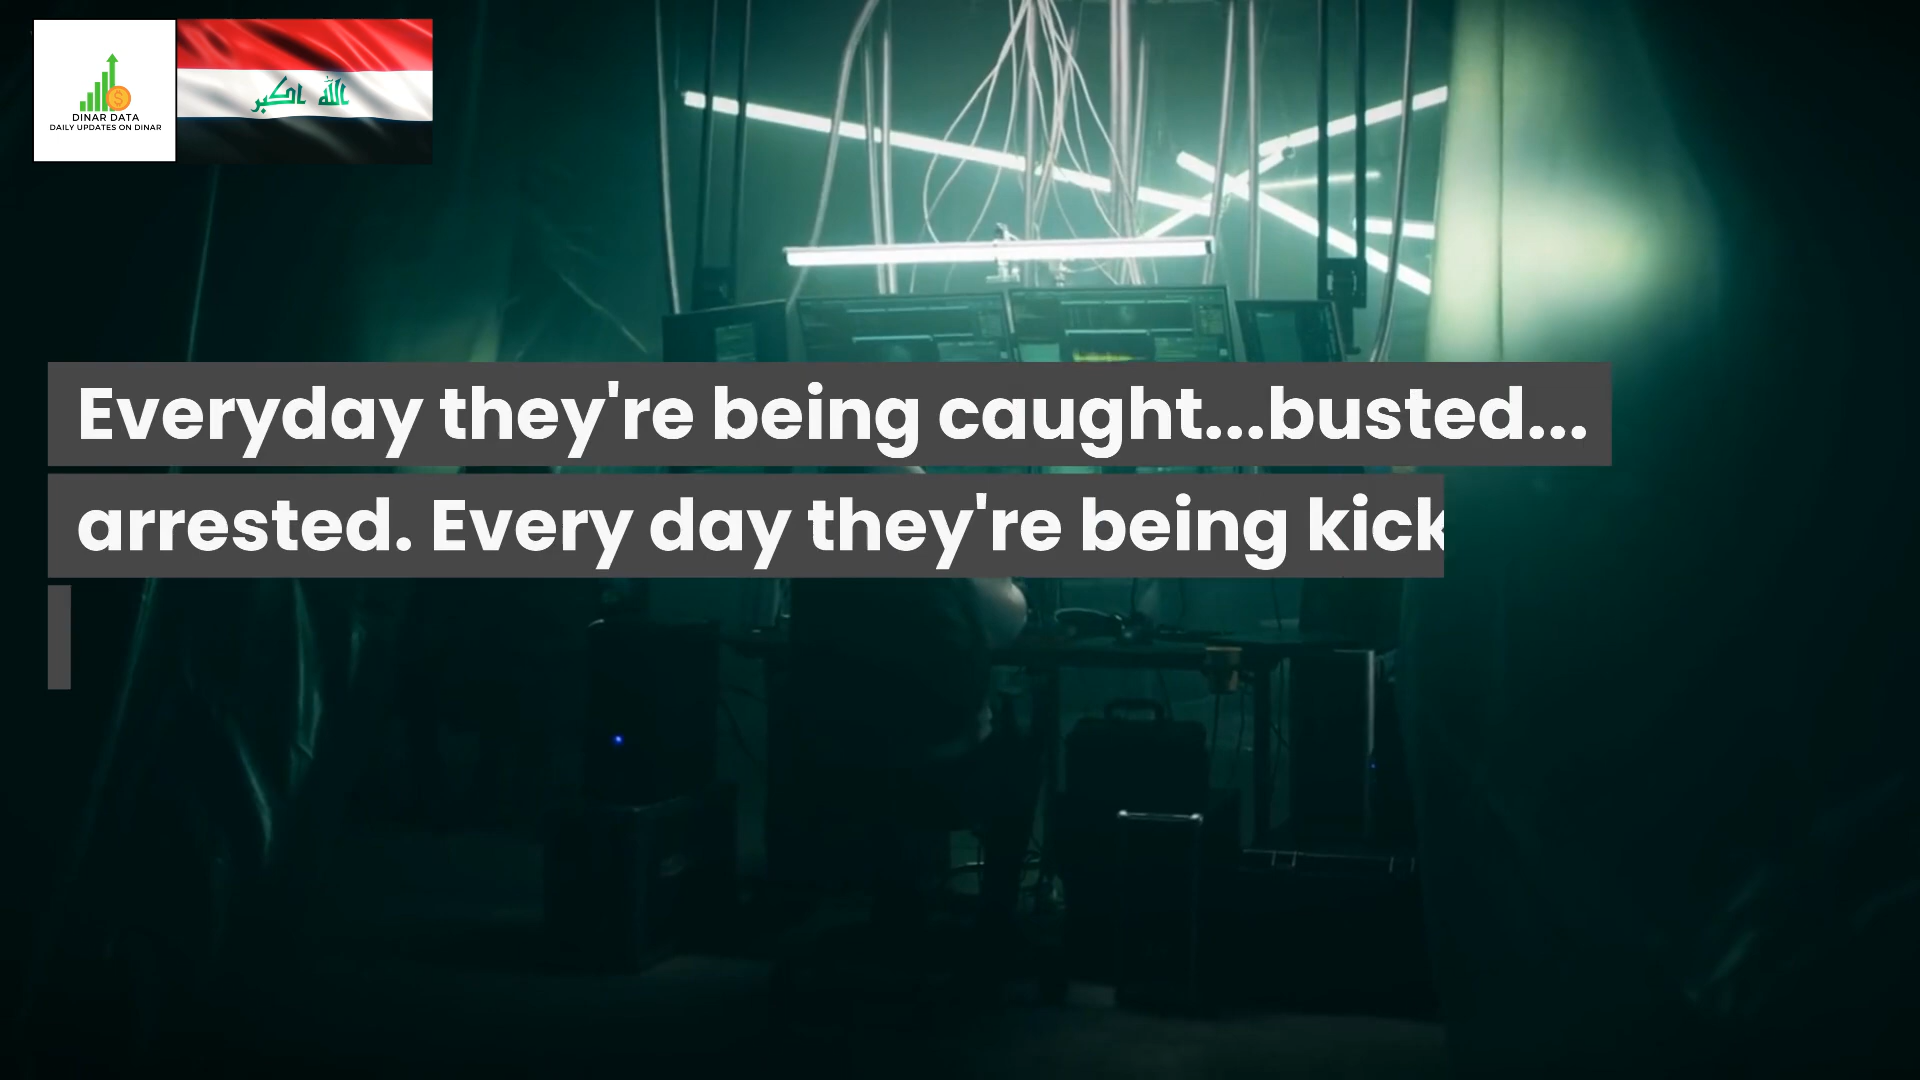 DINAR DATA
DAILY UPDATES ON DINAR
الله اكبر
Everyday they're being caught...busted...
arrested. Every day they're being kick